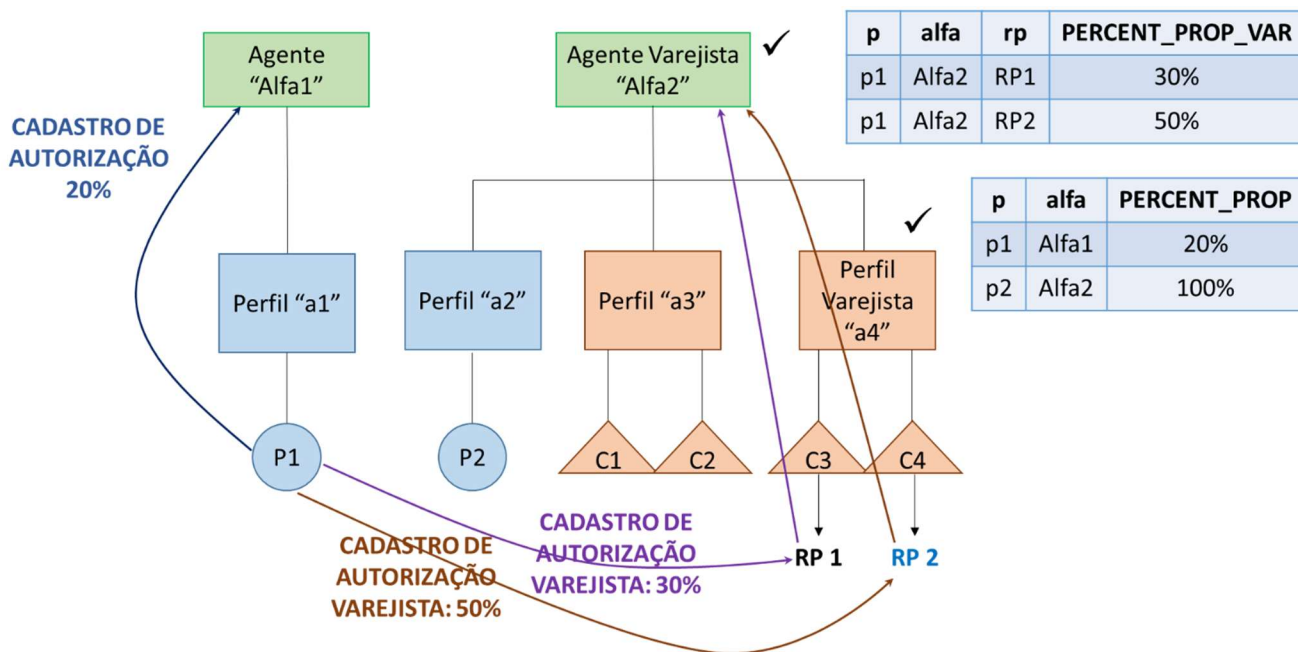 Agente
"Alfa1"
Agente Varejista
"Alfa2"
p alfa rp PERCENT_PROP_VAR
p1 Alfa2 RP1 30%
p1 Alfa2 RP2 50%
CADASTRO DE
AUTORIZAÇÃO
20%
p alfa PERCENT_PROP
p1 Alfa1 20%
p2 Alfa2 100%
Perfil "a1"
Perfil "a2"
Perfil "a3"
Perfil
Varejista
"a4"
P1
P2
C1
C2
C3
C4
CADASTRO DE
AUTORIZAÇÃO
VAREJISTA: 30%
RP 1
RP 2
CADASTRO DE
AUTORIZAÇÃO
VAREJISTA: 50%